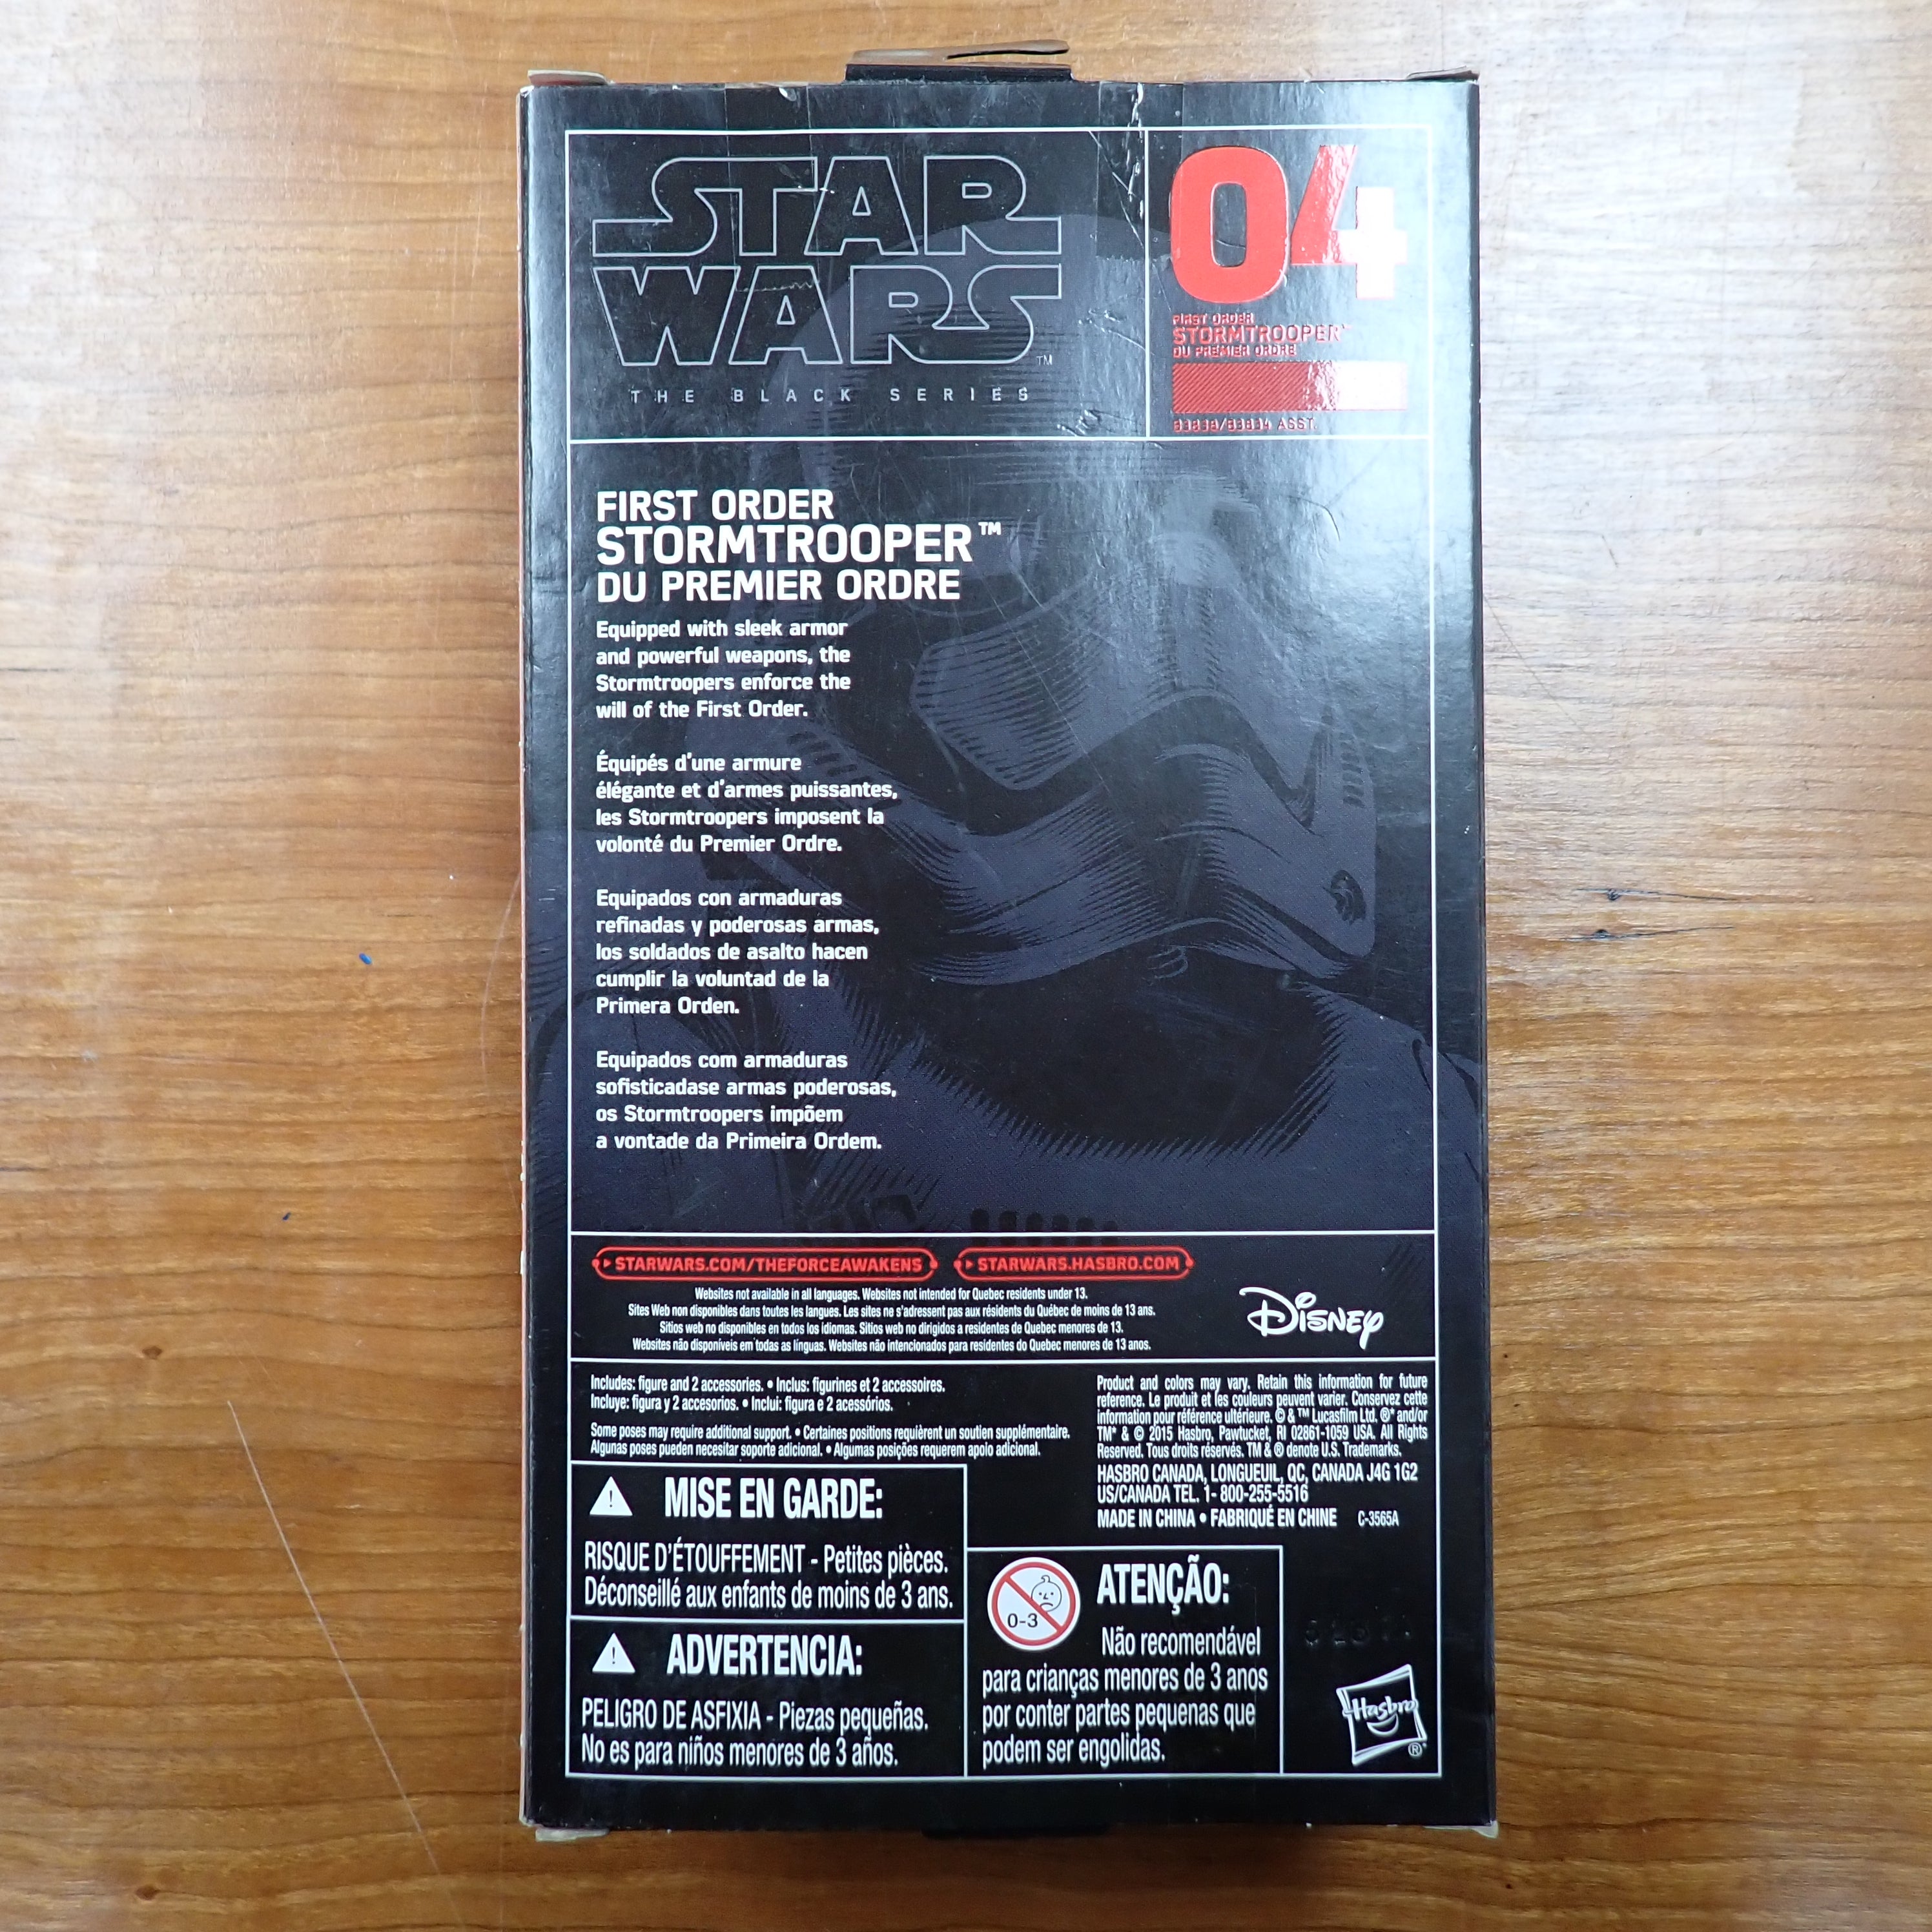 STAR
WARS
™
THE BLACK SERIES
04
FIRST ORDER
STORMTROOPER™
DU PREMIER ORDRE
B3838/B3834 ASST.
FIRST ORDER
STORMTROOPER™
DU PREMIER ORDRE
Equipped with sleek armor
and powerful weapons, the
Stormtroopers enforce the
will of the First Order.
Équipés d'une armure
élégante et d'armes puissantes,
les Stormtroopers imposent la
volonté du Premier Ordre.
Equipados con armaduras
refinadas y poderosas armas,
los soldados de asalto hacen
cumplir la voluntad de la
Primera Orden.
Equipados com armaduras
sofisticadase armas poderosas,
os Stormtroopers impõem
a vontade da Primeira Ordem.
STARWARS.COM/THEFORCEAWAKENS
STARWARS.HASBRO.COM
Websites not available in all languages. Websites not intended for Quebec residents under 13.
Sites Web non disponibles dans toutes les langues. Les sites ne s'adressent pas aux résidents du Québec de moins de 13 ans.
Sitios web no disponibles en todos los idiomas. Sitios web no dirigidos a residentes de Quebec menores de 13.
Websites não disponíveis em todas as línguas. Websites não intencionados para residentes do Quebec menores de 13 anos.
Disney
Includes: figure and 2 accessories. • Inclus: figurines et 2 accessoires.
Incluye: figura y 2 accesorios. • Inclui: figura e 2 acessórios.
Some poses may require additional support. • Certaines positions requièrent un soutien supplémentaire.
Algunas poses pueden necesitar soporte adicional. • Algumas posições requerem apoio adicional.
Product and colors may vary. Retain this information for future
reference. Le produit et les couleurs peuvent varier. Conservez cette
information pour référence ultérieure. © & ™ Lucasfilm Ltd. ®* and/or
TM* & © 2015 Hasbro, Pawtucket, RI 02861-1059 USA. All Rights
Reserved. Tous droits réservés. TM & ® denote U.S. Trademarks.
HASBRO CANADA, LONGUEUIL, QC, CANADA J4G 1G2
US/CANADA TEL. 1- 800-255-5516
MADE IN CHINA • FABRIQUÉ EN CHINE C-3565A
MISE EN GARDE:
RISQUE D'ÉTOUFFEMENT - Petites pièces.
Déconseillé aux enfants de moins de 3 ans.
ADVERTENCIA:
PELIGRO DE ASFIXIA - Piezas pequeñas.
No es para niños menores de 3 años.
0-3
ATENÇÃO:
Não recomendável
para crianças menores de 3 anos
por conter partes pequenas que
podem ser engolidas.
Hasbro
®